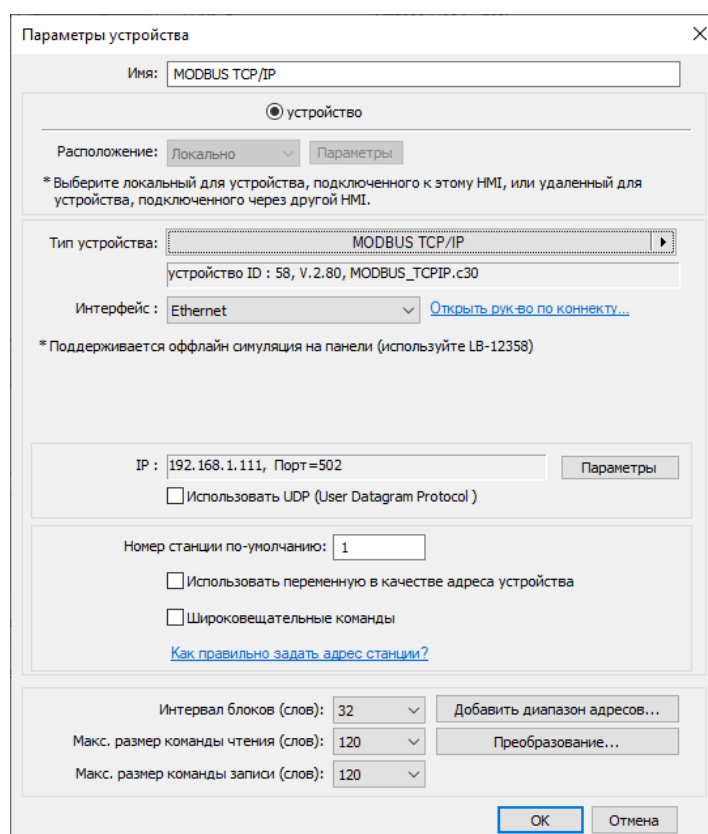 Параметры устройства
Имя: MODBUS TCP/IP
устройство
Расположение: Локально Параметры
* Выберите локальный для устройства, подключенного к этому HMI, или удаленный для
устройства, подключенного через другой HMI.
Тип устройства: MODBUS TCP/IP
устройство ID : 58, V.2.80, MODBUS_TCPIP.c30
Интерфейс : Ethernet Открыть рук-во по коннекту...
* Поддерживается оффлайн симуляция на панели (используйте LB-12358)
IP : 192.168.1.111, Порт=502 Параметры
Использовать UDP (User Datagram Protocol )
Номер станции по-умолчанию: 1
Использовать переменную в качестве адреса устройства
Широковещательные команды
Как правильно задать адрес станции?
Интервал блоков (слов): 32 Добавить диапазон адресов...
Макс. размер команды чтения (слов): 120 Преобразование...
Макс. размер команды записи (слов): 120
OK Отмена